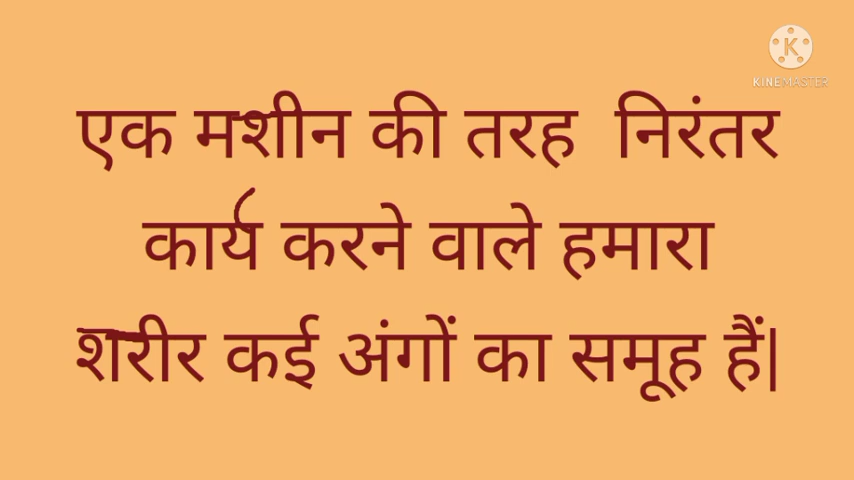 KINEMASTER
एक मशीन की तरह निरंतर
कार्य करने वाले हमारा
शरीर कई अंगों का समूह हैं|